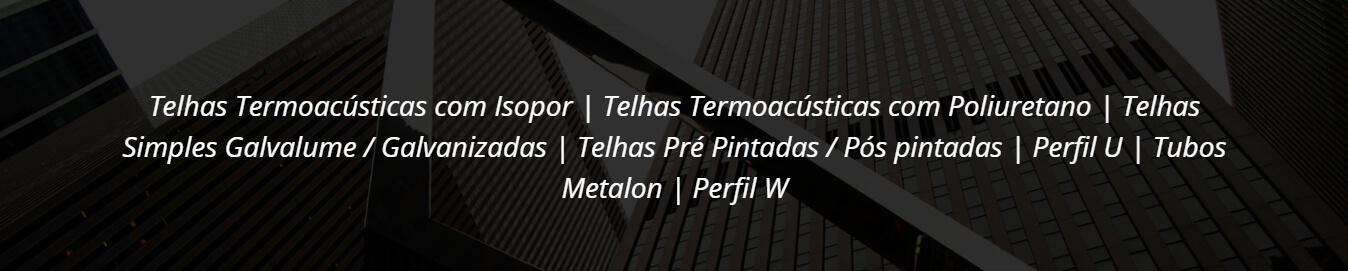 Telhas Termoacústicas com Isopor | Telhas Termoacústicas com Poliuretano | Telhas
Simples Galvalume / Galvanizadas | Telhas Pré Pintadas / Pós pintadas | Perfil U | Tubos
Metalon | Perfil W